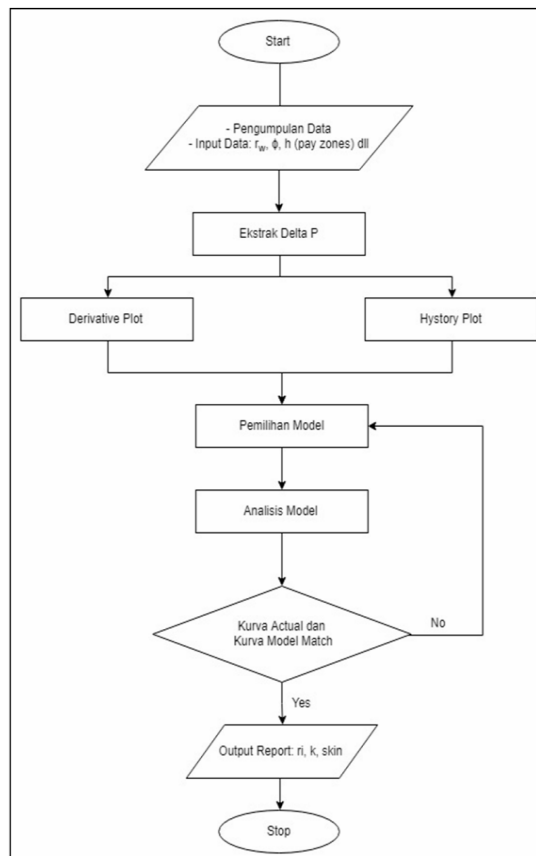 Start
- Pengumpulan Data
- Input Data: rw, ϕ, h (pay zones) dll
Ekstrak Delta P
Derivative Plot
Hystory Plot
Pemilihan Model
Analisis Model
Kurva Actual dan
Kurva Model Match
No
Yes
Output Report: ri, k, skin
Stop